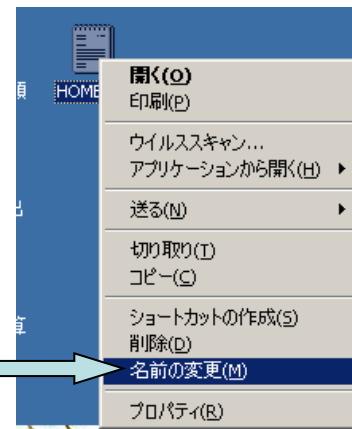 HOME
開く(O)
印刷(P)
ウイルススキャン...
アプリケーションから開く(H)
送る(N)
切り取り(T)
コピー(C)
ショートカットの作成(S)
削除(D)
名前の変更(M)
プロパティ(R)
算